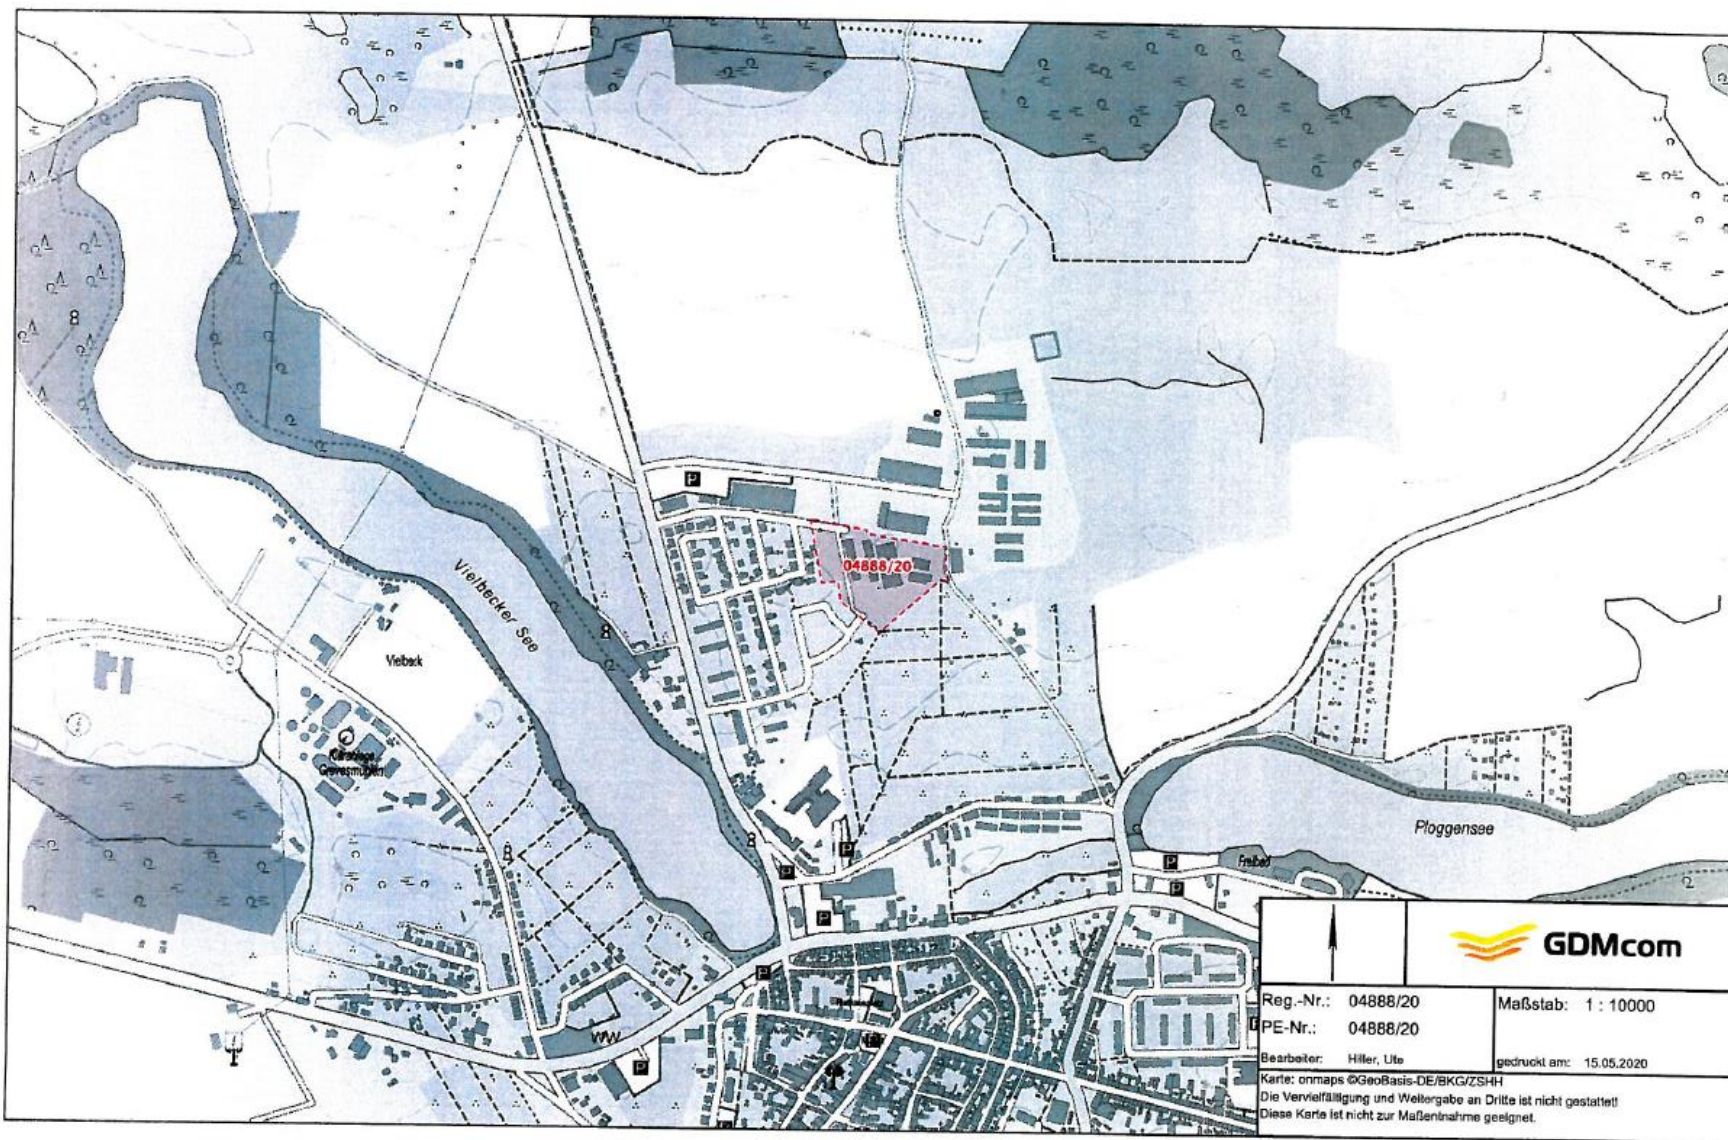 04888/20
Vielbecker See
Vielbeck
Kläranlage
Grevesmühlen
Ploggensee
Freibad
WW
P
P
P
P
P
P
P
P
P
GDMcom
Reg.-Nr.: 04888/20
Maßstab: 1 : 10000
PE-Nr.: 04888/20
Bearbeiter: Hiller, Ute
gedruckt am: 15.05.2020
Karte: onmaps ©GeoBasis-DE/BKG/ZSHH
Die Vervielfältigung und Weitergabe an Dritte ist nicht gestattet!
Diese Karte ist nicht zur Maßentnahme geeignet.